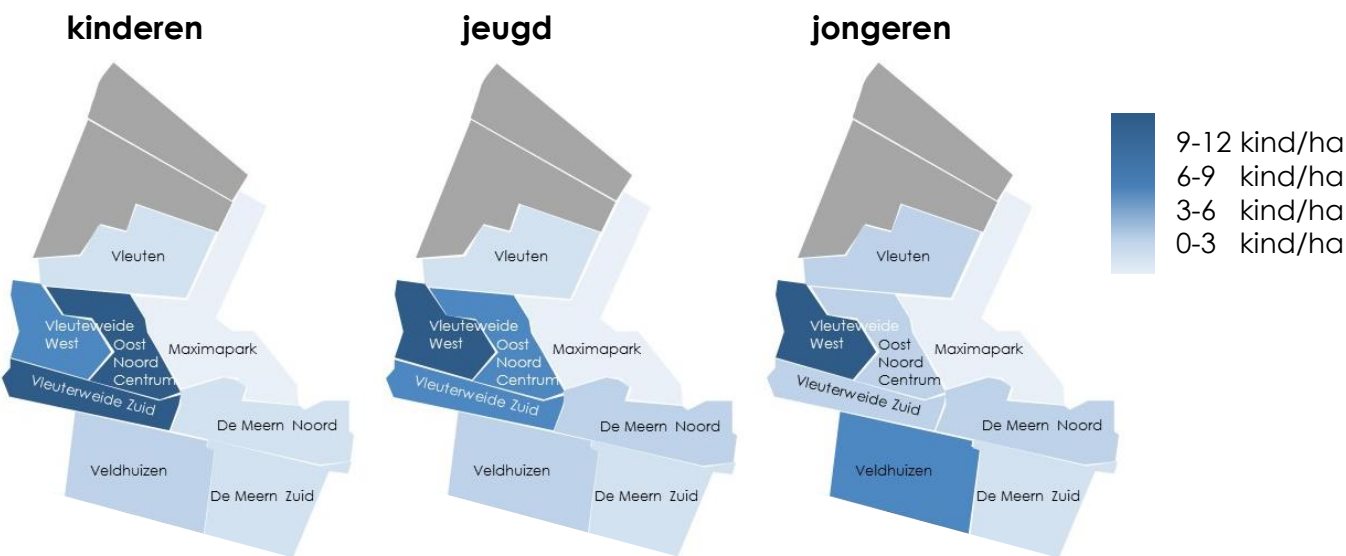 kinderen
jeugd
jongeren
9-12 kind/ha
6-9 kind/ha
3-6 kind/ha
0-3 kind/ha
Vleuten
Vleuteweide
West
Oost
Noord
Centrum
Maximapark
Vleuterweide Zuid
De Meern Noord
Veldhuizen
De Meern Zuid
Vleuten
Vleuteweide
West
Oost
Noord
Centrum
Maximapark
Vleuterweide Zuid
De Meern Noord
Veldhuizen
De Meern Zuid
Vleuten
Vleuteweide
West
Oost
Noord
Centrum
Maximapark
Vleuterweide Zuid
De Meern Noord
Veldhuizen
De Meern Zuid